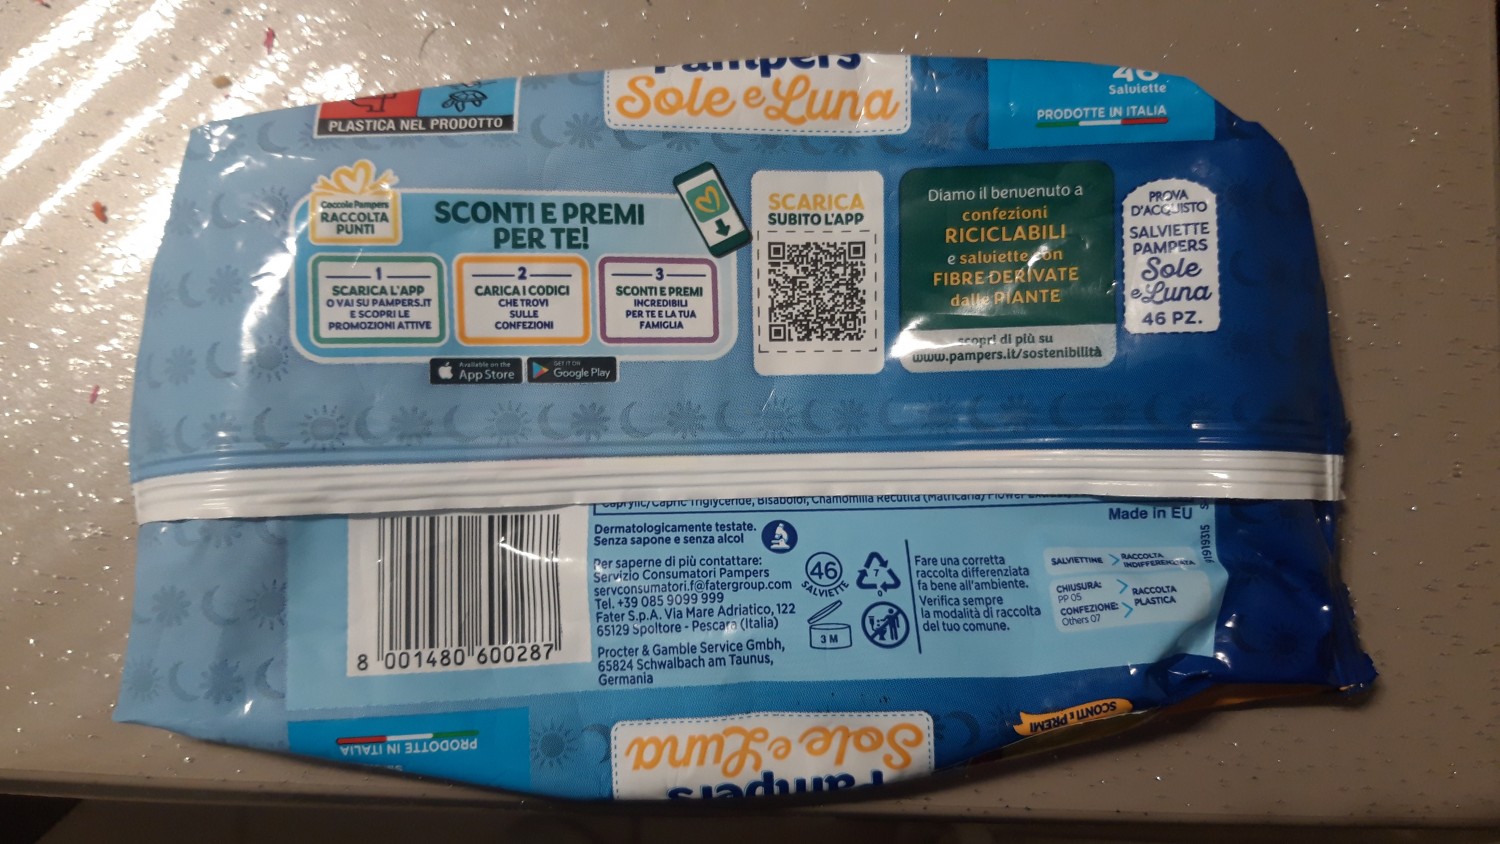 Pampers
Sole e Luna
46
Salviette
PRODOTTE IN ITALIA
PLASTICA NEL PRODOTTO
Coccole Pampers
RACCOLTA
PUNTI
SCONTI E PREMI
PER TE!
1
SCARICA L'APP
O VAI SU PAMPERS.IT
E SCOPRI LE
PROMOZIONI ATTIVE
2
CARICA I CODICI
CHE TROVI
SULLE
CONFEZIONI
3
SCONTI E PREMI
INCREDIBILI
PER TE E LA TUA
FAMIGLIA
Available on the
App Store
GET IT ON
Google Play
SCARICA
SUBITO L'APP
Diamo il benvenuto a
confezioni
RICICLABILI
e salviette con
FIBRE DERIVATE
dalle PIANTE
scopri di più su
www.pampers.it/sostenibilità
PROVA
D'ACQUISTO
SALVIETTE
PAMPERS
Sole
e Luna
46 PZ.
Caprylic/Capric Triglyceride, Bisabolol, Chamomilla Recutita (Matricaria) Flower
8 001480 600287
Dermatologicamente testate.
Senza sapone e senza alcol
Per saperne di più contattare:
Servizio Consumatori Pampers
servconsumatori.f@fatergroup.com
Tel. +39 085 9099 999
Fater S.p.A. Via Mare Adriatico, 122
65129 Spoltore - Pescara (Italia)
Procter & Gamble Service Gmbh,
65824 Schwalbach am Taunus,
Germania
46
SALVIETTE
7
3 M
Fare una corretta
raccolta differenziata
fa bene all'ambiente.
Verifica sempre
la modalità di raccolta
del tuo comune.
Made in EU
SALVIETTINE
RACCOLTA
INDIFFERENZIATA
CHIUSURA:
PP 05
CONFEZIONE:
Others 07
RACCOLTA
PLASTICA
91919315
SCONTI E PREMI
PRODOTTE IN ITALIA
Sole e Luna
Pampers